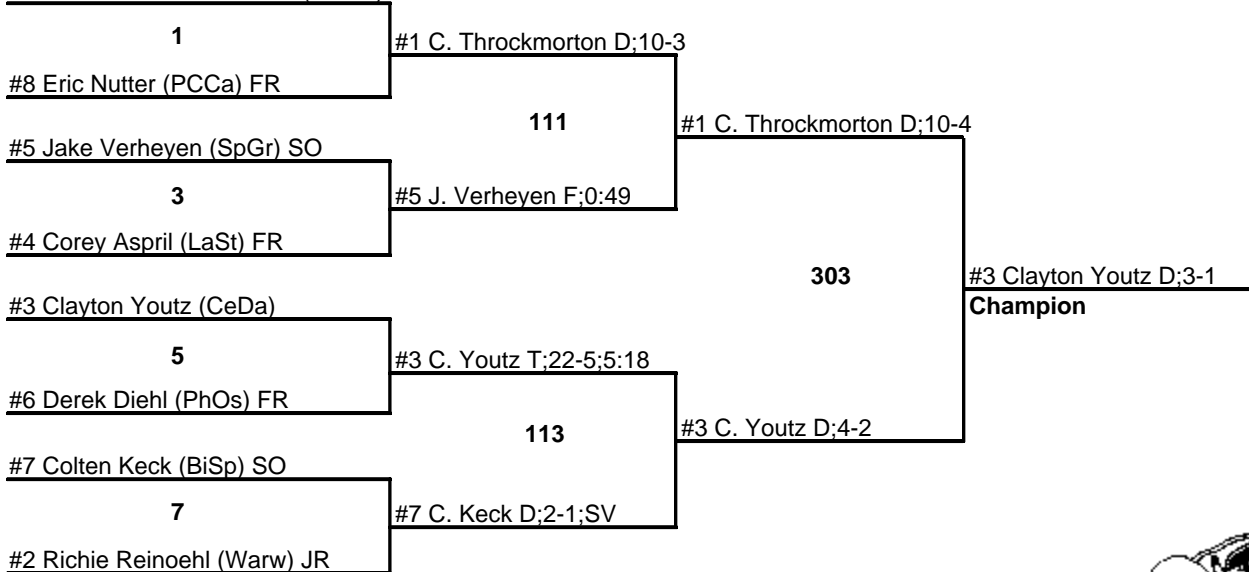 1
#1 C. Throckmorton D;10-3
#8 Eric Nutter (PCCa) FR
111
#1 C. Throckmorton D;10-4
#5 Jake Verheyen (SpGr) SO
3
#5 J. Verheyen F;0:49
#4 Corey Aspril (LaSt) FR
303
#3 Clayton Youtz D;3-1
#3 Clayton Youtz (CeDa)
Champion
5
#3 C. Youtz T;22-5;5:18
#6 Derek Diehl (PhOs) FR
113
#3 C. Youtz D;4-2
#7 Colten Keck (BiSp) SO
7
#7 C. Keck D;2-1;SV
#2 Richie Reinoehl (Warw) JR